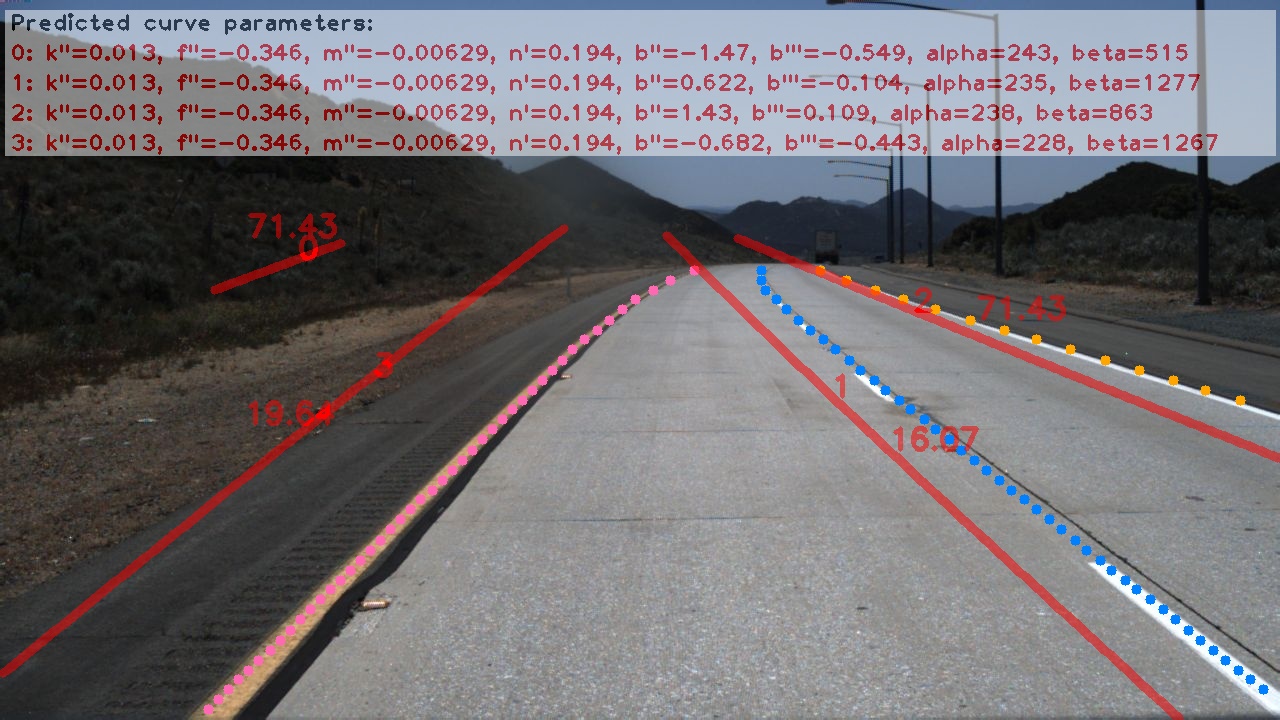 Predicted curve parameters:
0: k''=0.013, f''=−0.346, m''=−0.00629, n'=0.194, b''=−1.47, b'''=−0.549, alpha=243, beta=515
1: k''=0.013, f''=−0.346, m''=−0.00629, n'=0.194, b''=0.622, b'''=−0.104, alpha=235, beta=1277
2: k''=0.013, f''=−0.346, m''=−0.00629, n'=0.194, b''=1.43, b'''=0.109, alpha=238, beta=863
3: k''=0.013, f''=−0.346, m''=−0.00629, n'=0.194, b''=−0.682, b'''=−0.443, alpha=228, beta=1267
71.43
0
2 71.43
3
1
19.64
16.07